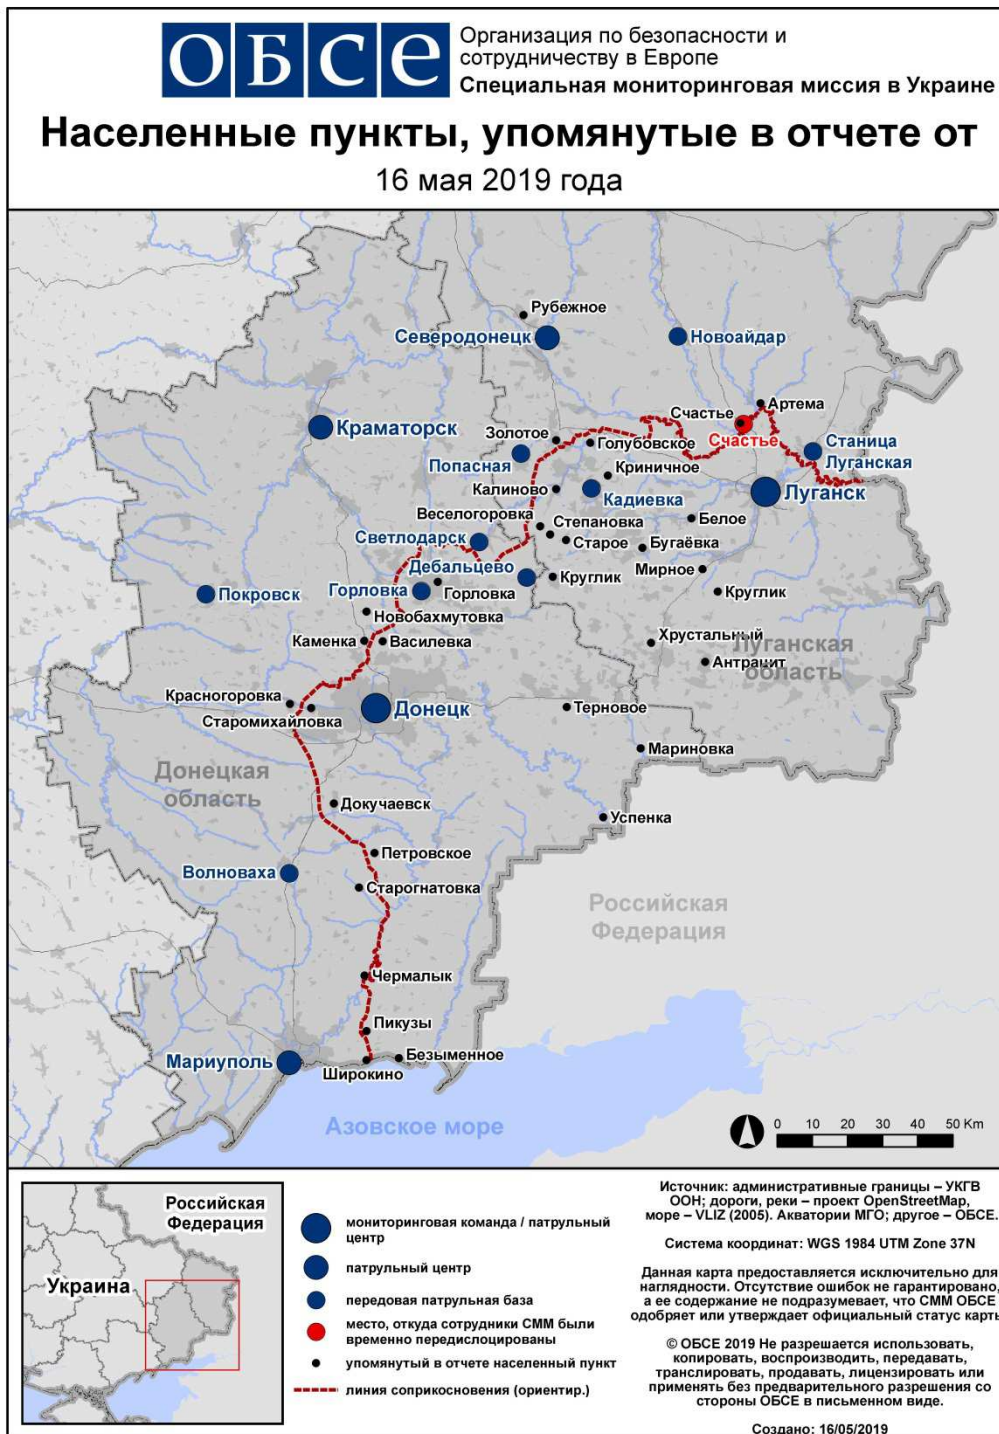 ОБСЕ
Организация по безопасности и
сотрудничеству в Европе
Специальная мониторинговая миссия в Украине
Населенные пункты, упомянутые в отчете от
16 мая 2019 года
Рубежное
Северодонецк
Новоайдар
Артема
Счастье
Счастье
Краматорск
Золотое
Голубовское
Станица
Луганская
Попасная
Криничное
Калиново
Кадиевка
Луганск
Веселогоровка
Степановка
Белое
Светлодарск
Старое
Бугаёвка
Дебальцево
Круглик
Мирное
Покровск
Горловка
Горловка
Круглик
Новобахмутовка
Каменка
Василевка
Хрустальный
Луганская
область
Антрацит
Красногоровка
Старомихайловка
Донецк
Терновое
Мариновка
Донецкая
область
Докучаевск
Успенка
Петровское
Волноваха
Старогнатовка
Российская
Федерация
Чермалык
Пикузы
Мариуполь
Широкино
Безыменное
Азовское море
0 10 20 30 40 50 Km
Российская
Федерация
Украина
мониторинговая команда / патрульный
центр
патрульный центр
передовая патрульная база
место, откуда сотрудники СММ были
временно передислоцированы
упомянутый в отчете населенный пункт
линия соприкосновения (ориентир.)
Источник: административные границы – УКГВ
ООН; дороги, реки – проект OpenStreetMap,
море – VLIZ (2005). Акватории МГО; другое – ОБСЕ.
Система координат: WGS 1984 UTM Zone 37N
Данная карта предоставляется исключительно для
наглядности. Отсутствие ошибок не гарантировано,
а ее содержание не подразумевает, что СММ ОБСЕ
одобряет или утверждает официальный статус карты
© ОБСЕ 2019 Не разрешается использовать,
копировать, воспроизводить, передавать,
транслировать, продавать, лицензировать или
применять без предварительного разрешения со
стороны ОБСЕ в письменном виде.
Создано: 16/05/2019